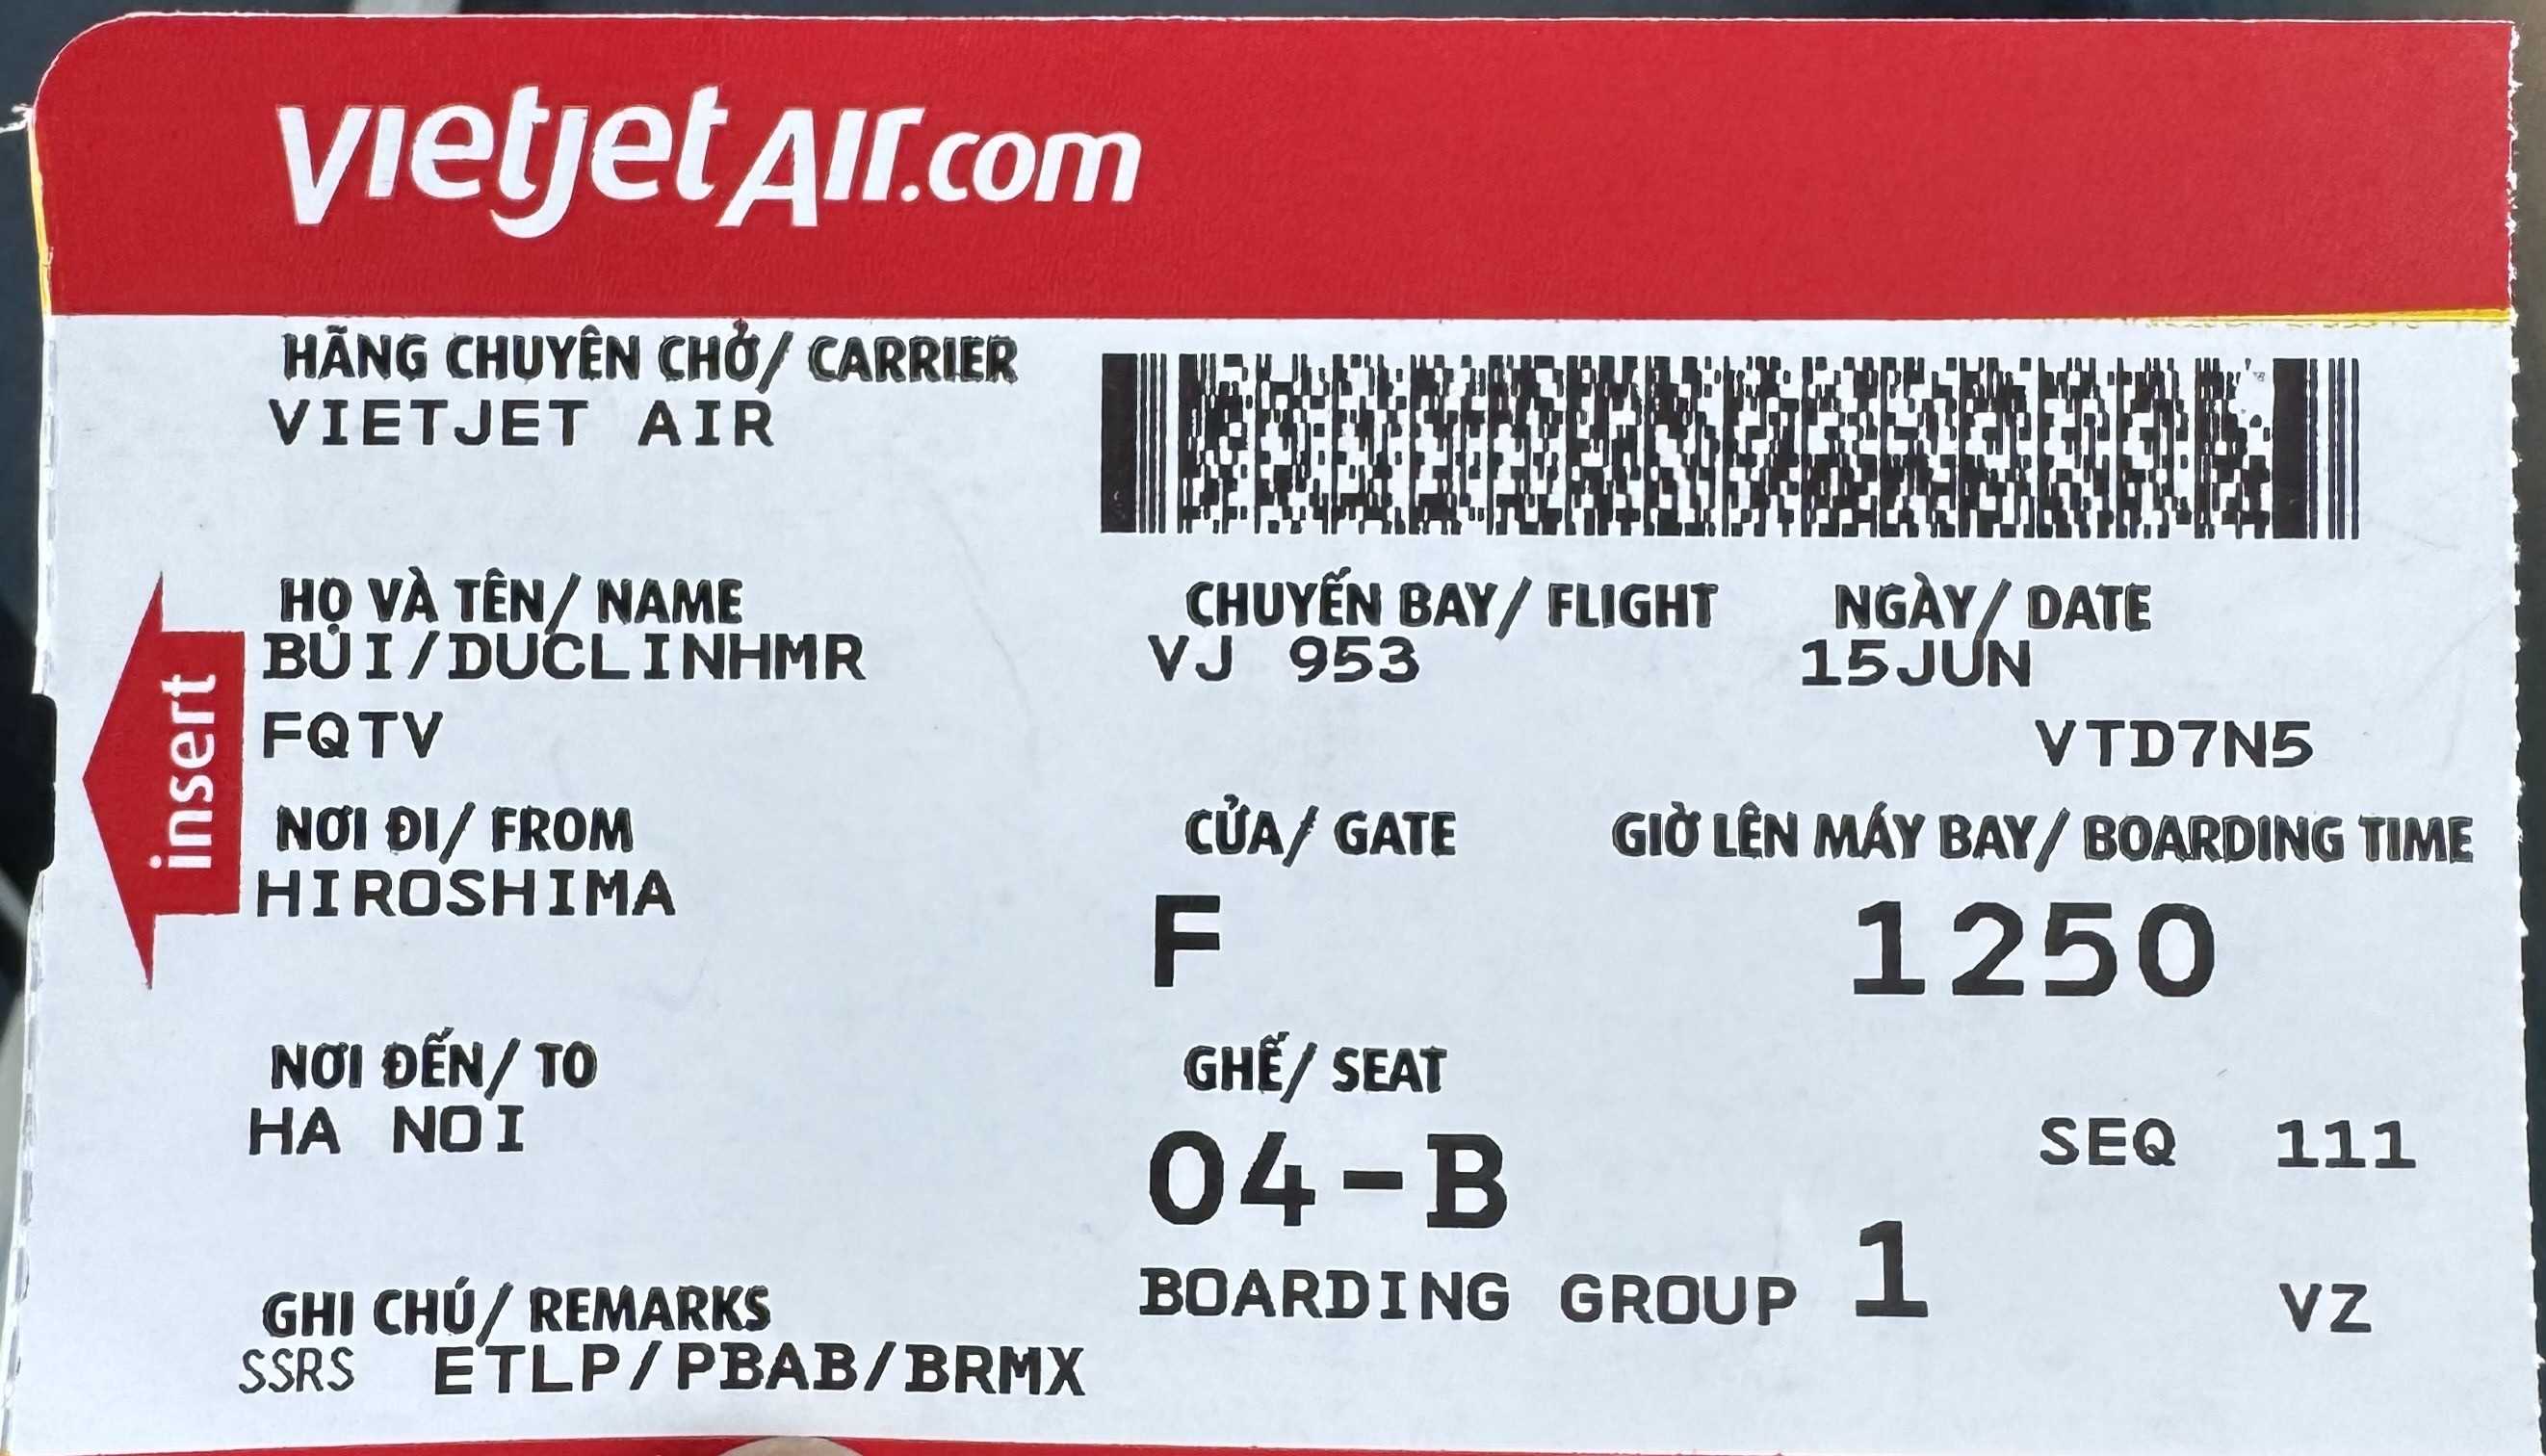 vietjetAir.com
HÃNG CHUYÊN CHỞ/ CARRIER
VIETJET AIR
HỌ VÀ TÊN/ NAME
BUI/DUCLINHMR
FQTV
CHUYẾN BAY/ FLIGHT
VJ 953
NGÀY/ DATE
15JUN
VTD7N5
insert
NƠI ĐI/ FROM
HIROSHIMA
CỬA/ GATE
F
GIỜ LÊN MÁY BAY/ BOARDING TIME
1250
NƠI ĐẾN/ TO
HA NOI
GHẾ/ SEAT
04-B
SEQ 111
BOARDING GROUP 1
VZ
GHI CHÚ/ REMARKS
SSRS ETLP/PBAB/BRMX